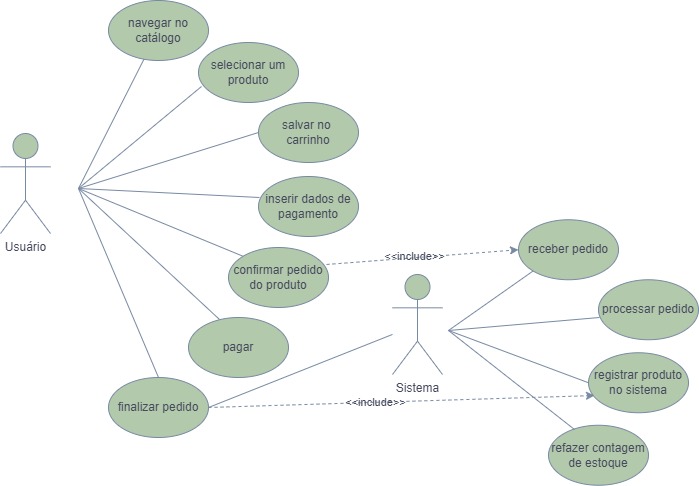 navegar no
catálogo
selecionar um
produto
salvar no
carrinho
Usuário
inserir dados de
pagamento
confirmar pedido
do produto
<<include>>
receber pedido
processar pedido
pagar
Sistema
registrar produto
no sistema
finalizar pedido
<<include>>
refazer contagem
de estoque